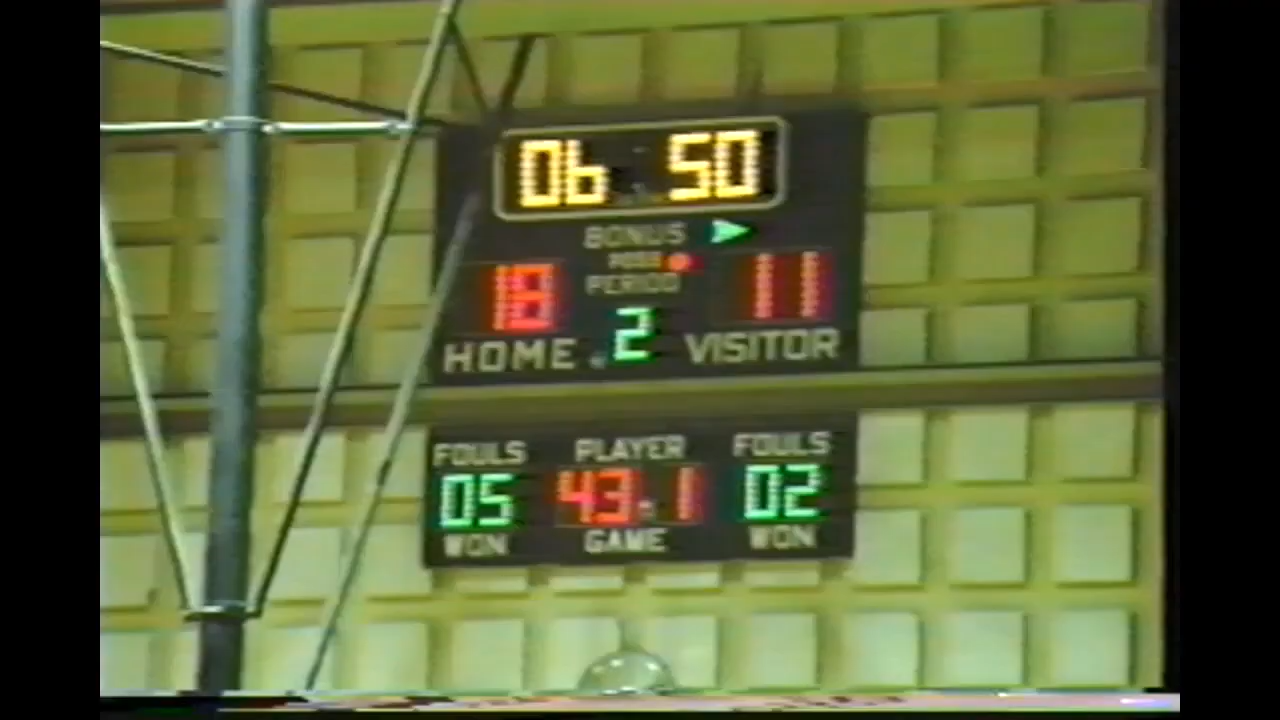 06 50
BONUS
POSS
18 PERIOD 11
HOME 2 VISITOR
FOULS PLAYER FOULS
05 43 1 02
WON GAME WON